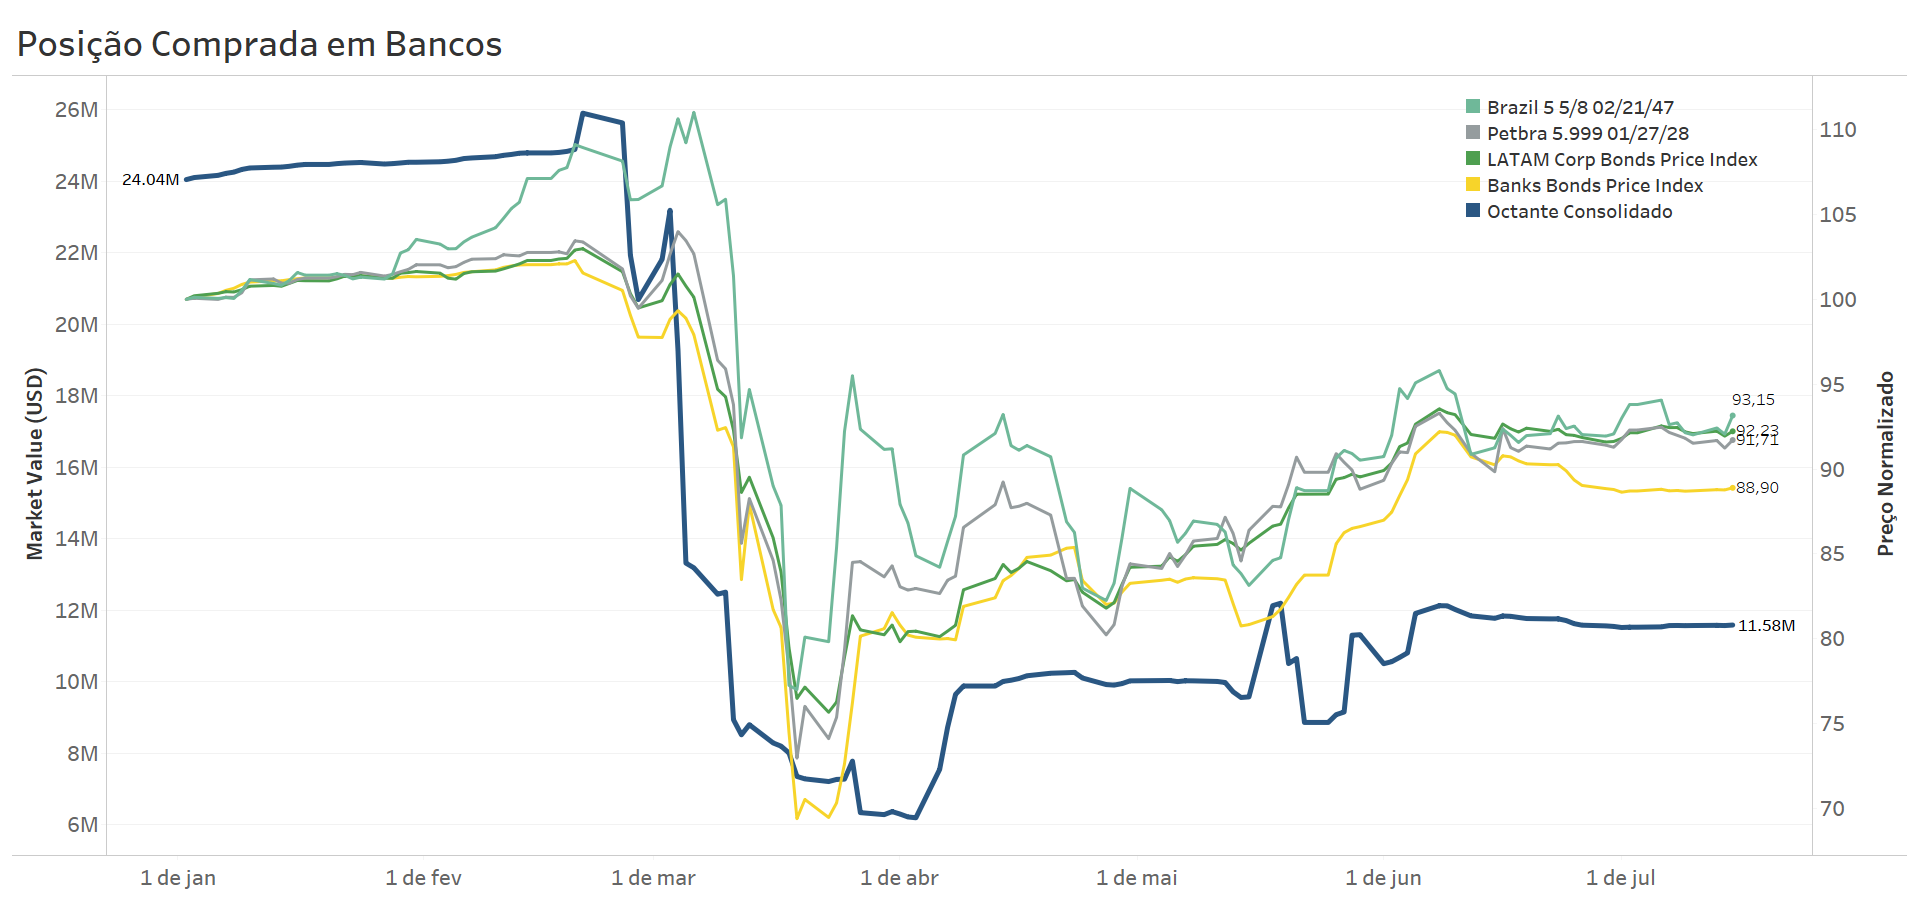 Posição Comprada em Bancos
Brazil 5 5/8 02/21/47
Petbra 5.999 01/27/28
LATAM Corp Bonds Price Index
Banks Bonds Price Index
Octante Consolidado
Maarket Value (USD)
26M
24M
22M
20M
18M
16M
14M
12M
10M
8M
6M
24.04M
93,15
92,23
91,71
88,90
11.58M
110
105
100
95
90
85
80
75
70
Preço Normalizado
1 de jan
1 de fev
1 de mar
1 de abr
1 de mai
1 de jun
1 de jul